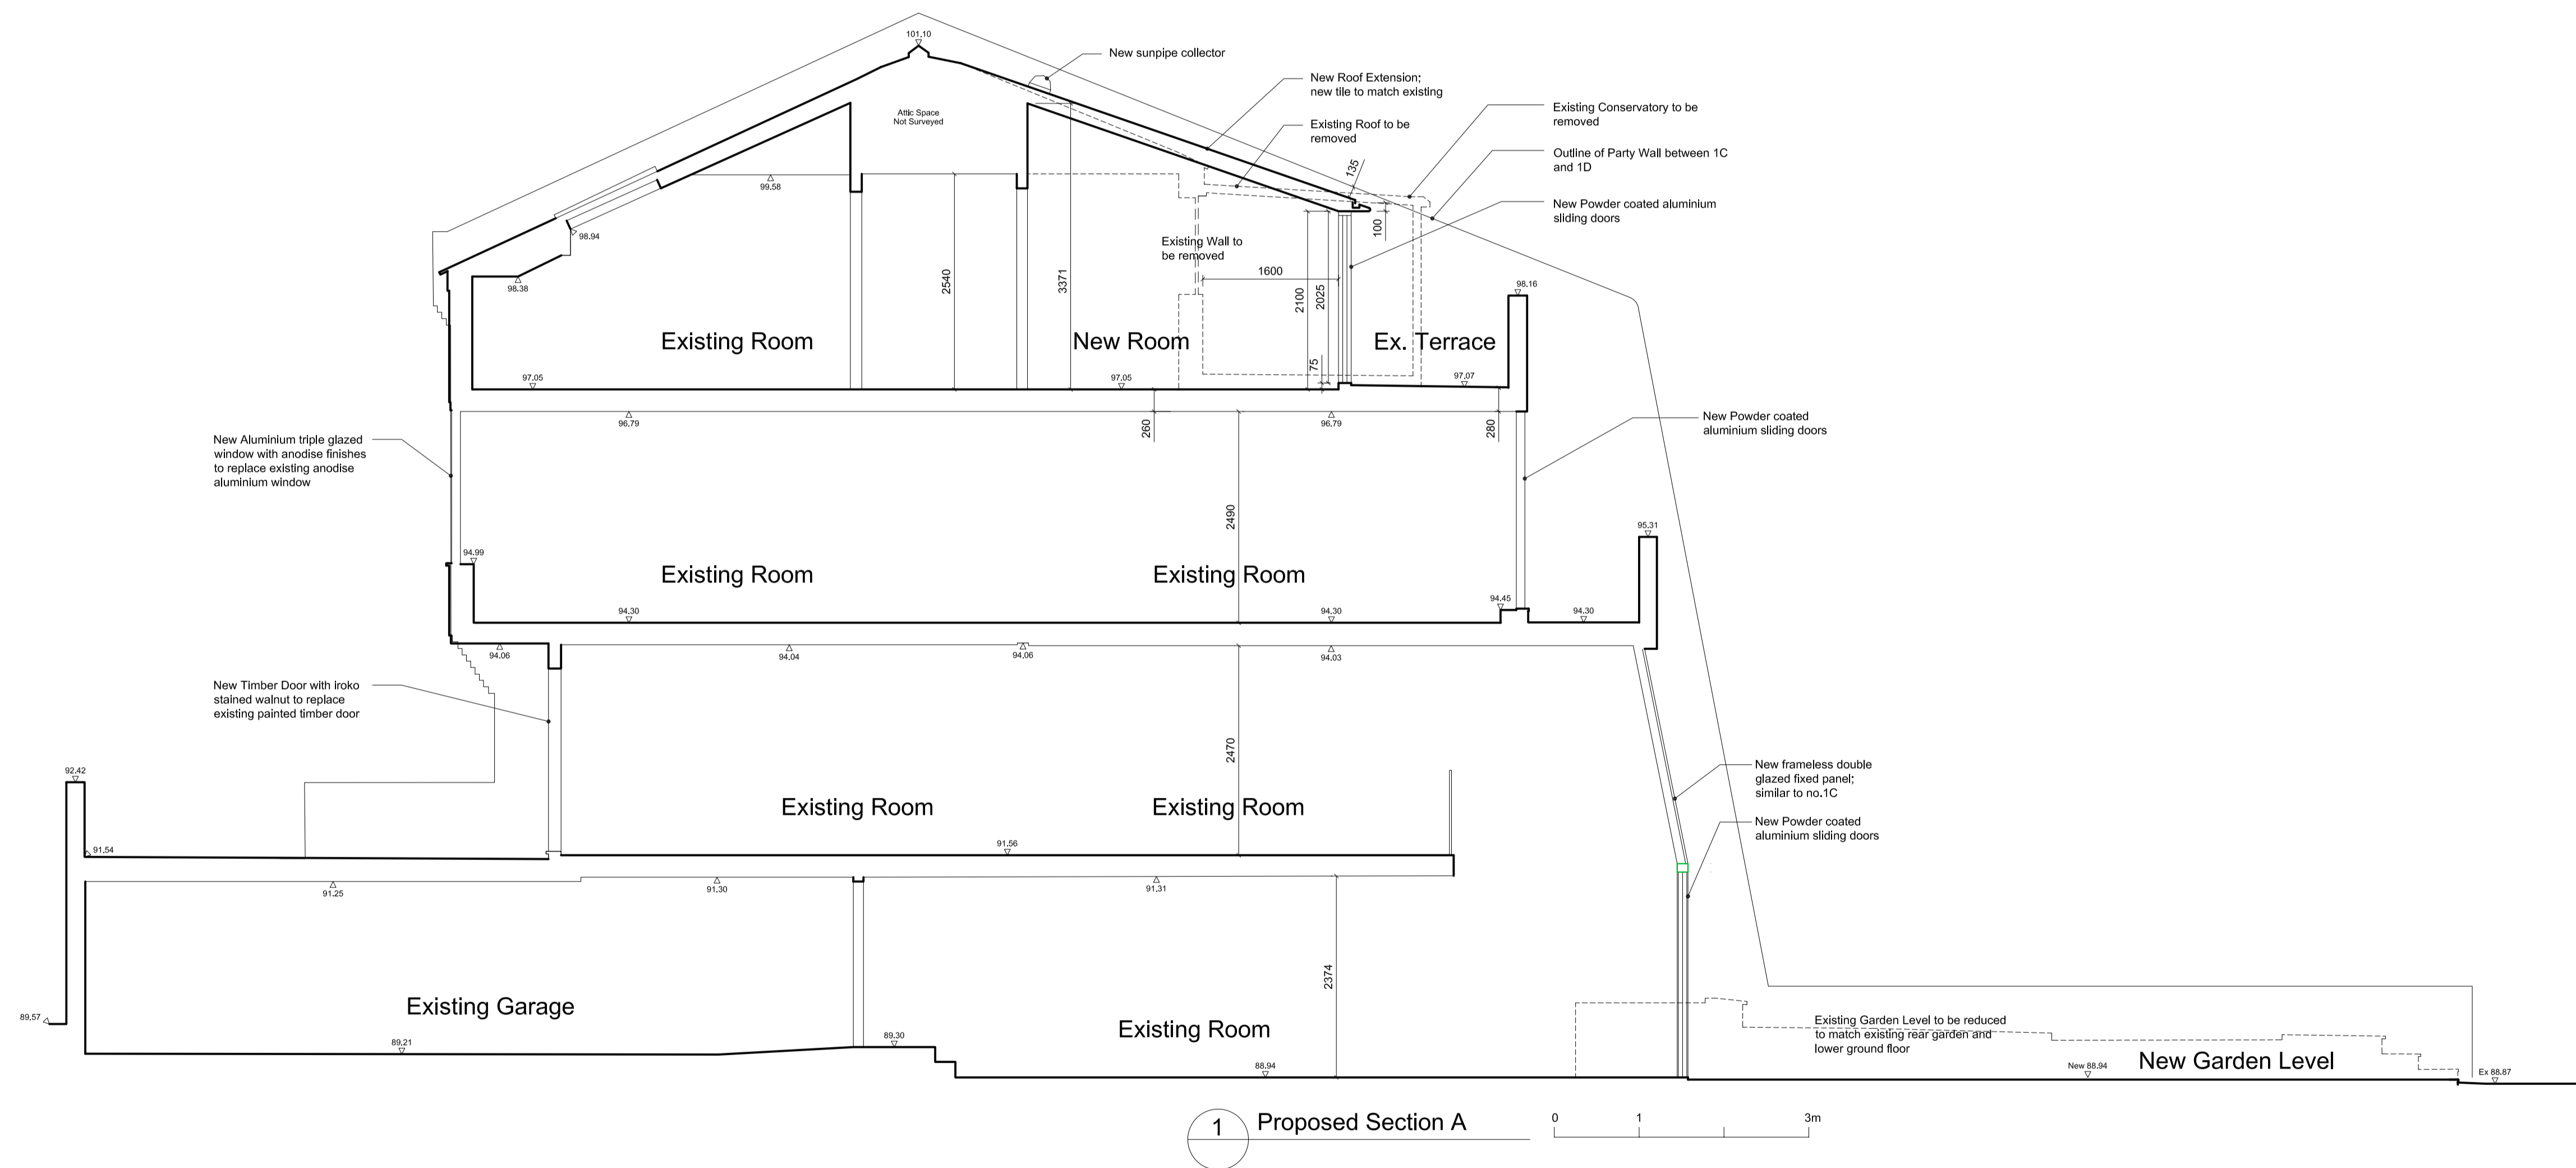 101.10
New sunpipe collector
New Roof Extension;
new tile to match existing
Existing Conservatory to be
removed
Attic Space
Not Surveyed
Existing Roof to be
removed
Outline of Party Wall between 1C
and 1D
135
99.58
New Powder coated aluminium
sliding doors
100
98.94
Existing Wall to
be removed
1600
98.38
2540
3371
2100
2025
98.16
Existing Room
New Room
Ex. Terrace
75
97.05
97.05
97.07
96.79
260
96.79
280
New Powder coated
aluminium sliding doors
New Aluminium triple glazed
window with anodise finishes
to replace existing anodise
aluminium window
2490
95.31
94.99
Existing Room
Existing Room
94.30
94.30
94.45
94.30
94.06
94.04
94.06
94.03
New Timber Door with iroko
stained walnut to replace
existing painted timber door
2470
92.42
New frameless double
glazed fixed panel;
similar to no.1C
Existing Room
Existing Room
New Powder coated
aluminium sliding doors
91.54
91.56
91.25
91.30
91.31
2374
89.57
Existing Garage
Existing Room
Existing Garden Level to be reduced
to match existing rear garden and
lower ground floor
89.21
89.30
88.94
New 88.94
New Garden Level
Ex 88.87
1
Proposed Section A
0
1
3m